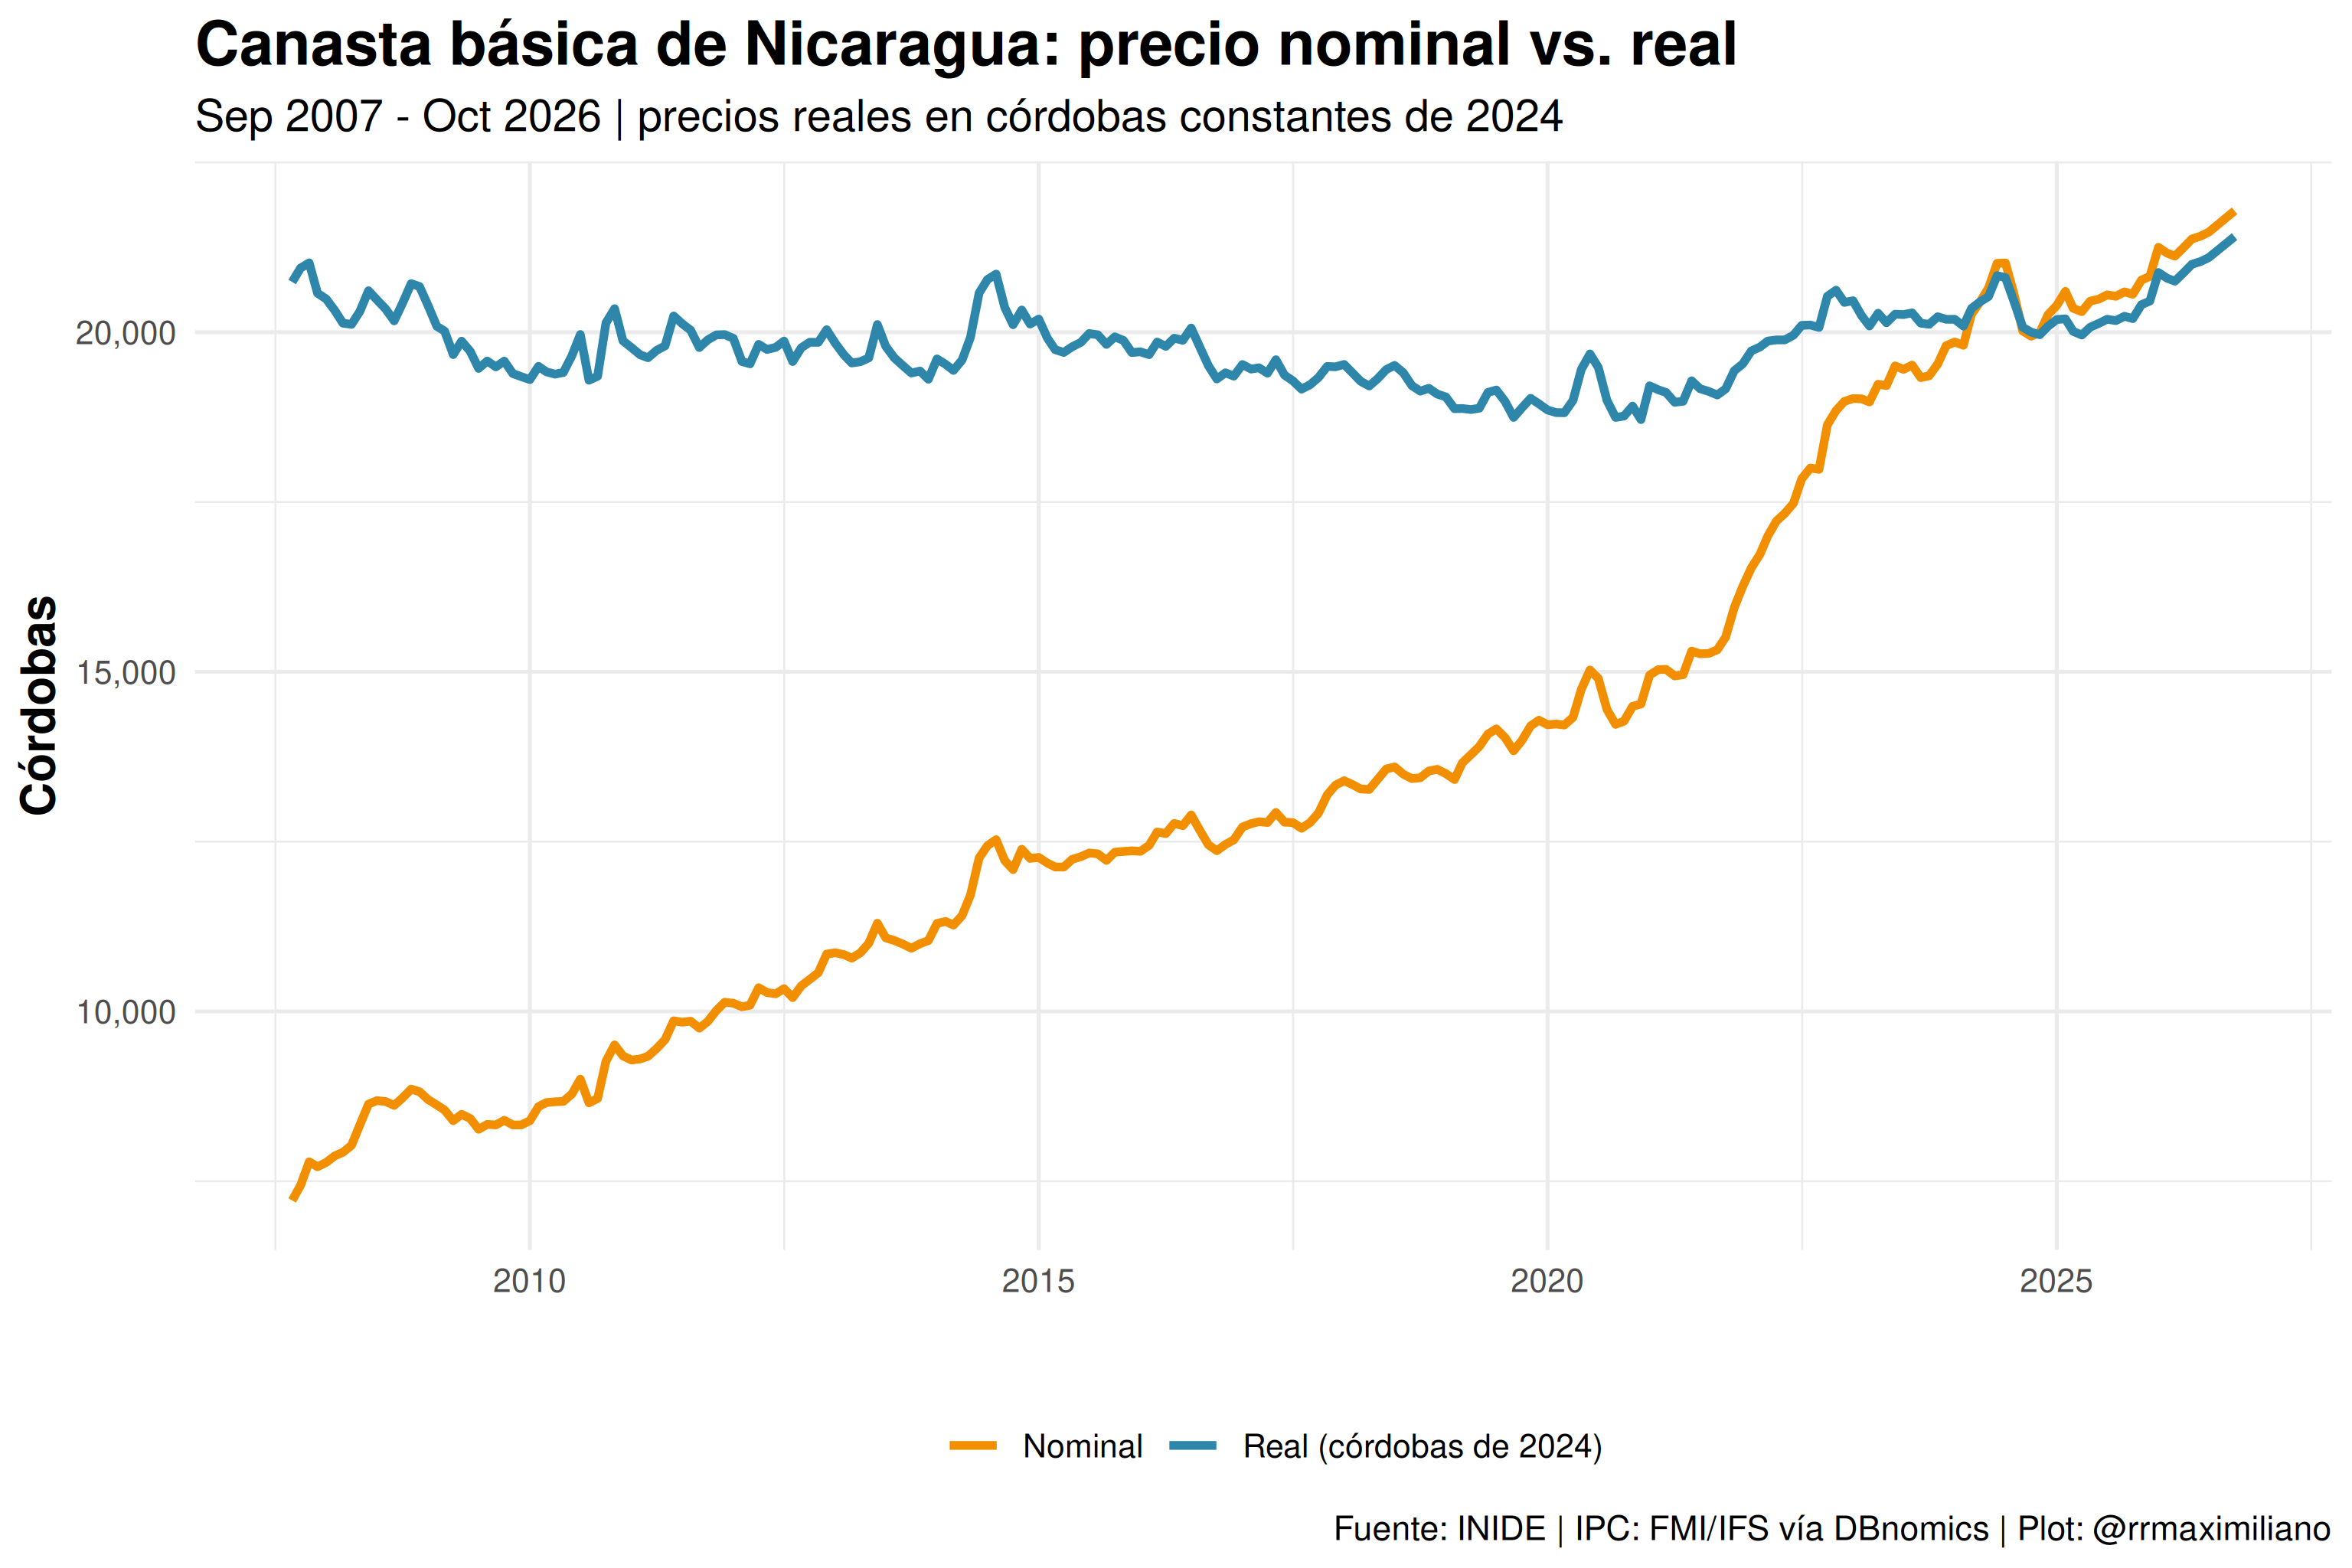 Canasta básica de Nicaragua: precio nominal vs. real
Sep 2007 - Oct 2026 | precios reales en córdobas constantes de 2024
Córdobas
20,000
15,000
10,000
2010
2015
2020
2025
Nominal
Real (córdobas de 2024)
Fuente: INIDE | IPC: FMI/IFS vía DBnomics | Plot: @rrmaximiliano